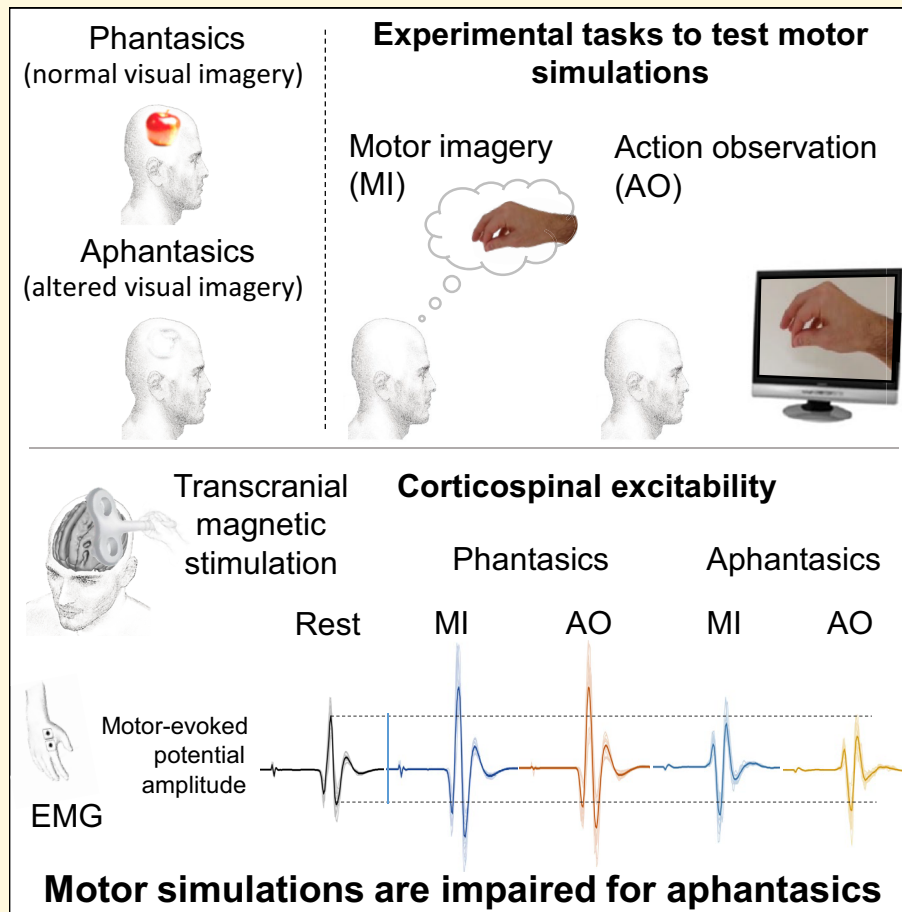 Phantasics
(normal visual imagery)
Aphantasics
(altered visual imagery)
Experimental tasks to test motor
simulations
Motor imagery
(MI)
Action observation
(AO)
Transcranial
magnetic
stimulation
Corticospinal excitability
Phantasics
Aphantasics
Rest
MI
AO
MI
AO
Motor-evoked
potential
amplitude
EMG
Motor simulations are impaired for aphantasics